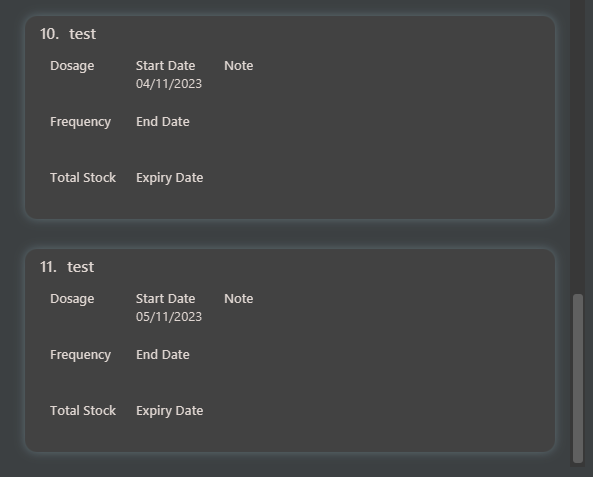 10. test
Dosage Start Date Note
04/11/2023
Frequency End Date
Total Stock Expiry Date
11. test
Dosage Start Date Note
05/11/2023
Frequency End Date
Total Stock Expiry Date